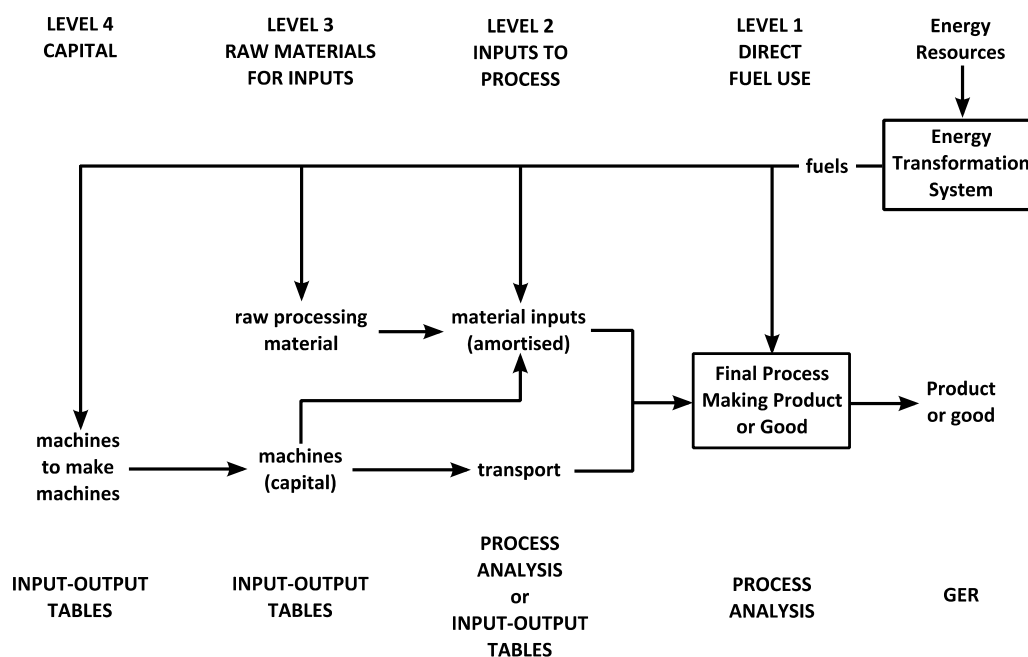 LEVEL 4
CAPITAL
LEVEL 3
RAW MATERIALS
FOR INPUTS
LEVEL 2
INPUTS TO
PROCESS
LEVEL 1
DIRECT
FUEL USE
Energy
Resources
Energy
Transformation
System
fuels
raw processing
material
material inputs
(amortised)
Final Process
Making Product
or Good
Product
or good
machines
to make
machines
machines
(capital)
transport
INPUT-OUTPUT
TABLES
INPUT-OUTPUT
TABLES
PROCESS
ANALYSIS
or
INPUT-OUTPUT
TABLES
PROCESS
ANALYSIS
GER